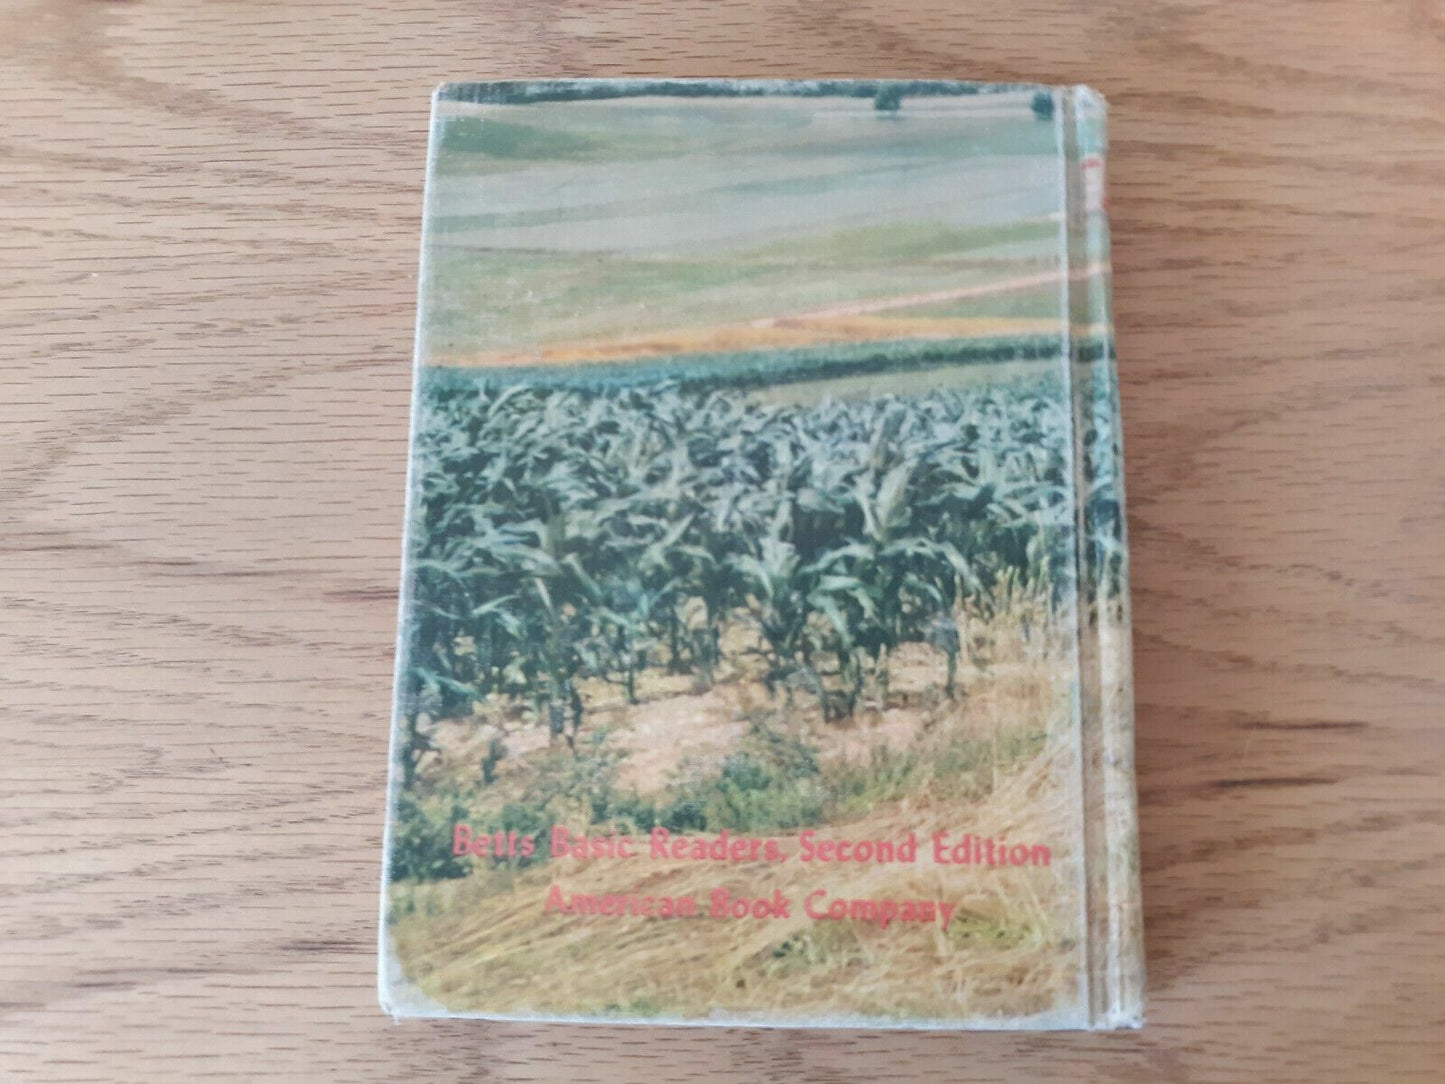 Betts Basic Readers, Second Edition
American Book Company